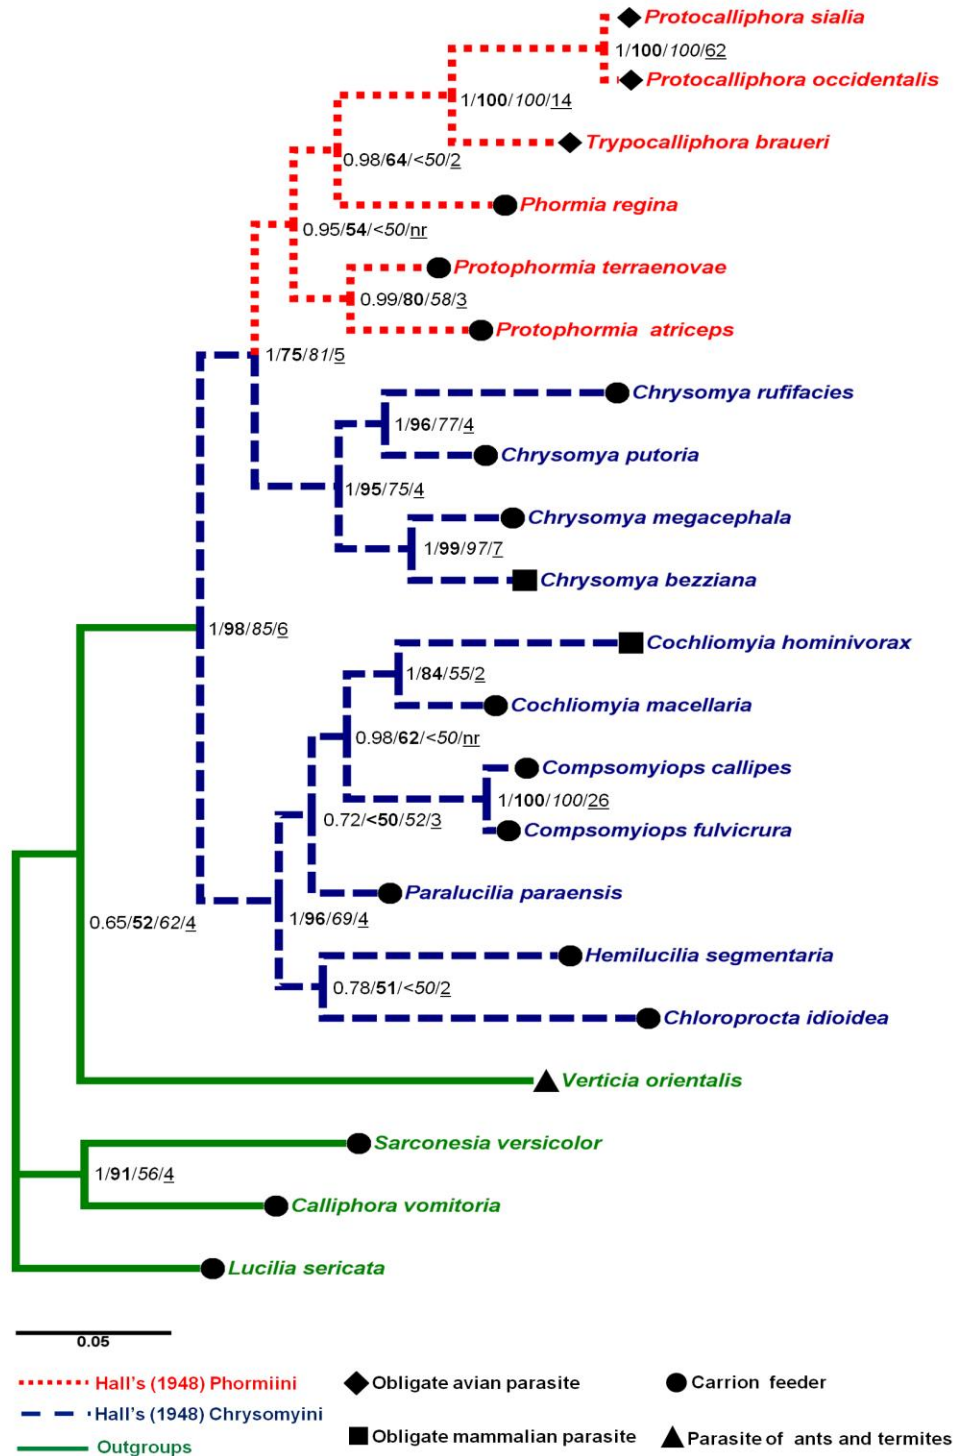 Protocalliphora sialia
1/100/100/62
Protocalliphora occidentalis
1/100/100/14
Trypocalliphora braueri
0.98/64/<50/2
Phormia regina
0.95/54/<50/nr
Protophormia terraenovae
0.99/80/58/3
Protophormia atriceps
1/75/81/5
Chrysomya rufifacies
1/96/77/4
Chrysomya putoria
1/95/75/4
Chrysomya megacephala
1/99/97/7
Chrysomya bezziana
1/98/85/6
Cochliomyia hominivorax
1/84/55/2
Cochliomyia macellaria
0.98/62/<50/nr
Compsomyiops callipes
1/100/100/26
0.72/<50/52/3
Compsomyiops fulvicrura
Paralucilia paraensis
0.65/52/62/4
1/96/69/4
Hemilucilia segmentaria
0.78/51/<50/2
Chloroprocta idioidea
Verticia orientalis
Sarconesia versicolor
1/91/56/4
Calliphora vomitoria
Lucilia sericata
0.05
Hall's (1948) Phormiini
Obligate avian parasite
Carrion feeder
Hall's (1948) Chrysomyini
Obligate mammalian parasite
Parasite of ants and termites
Outgroups